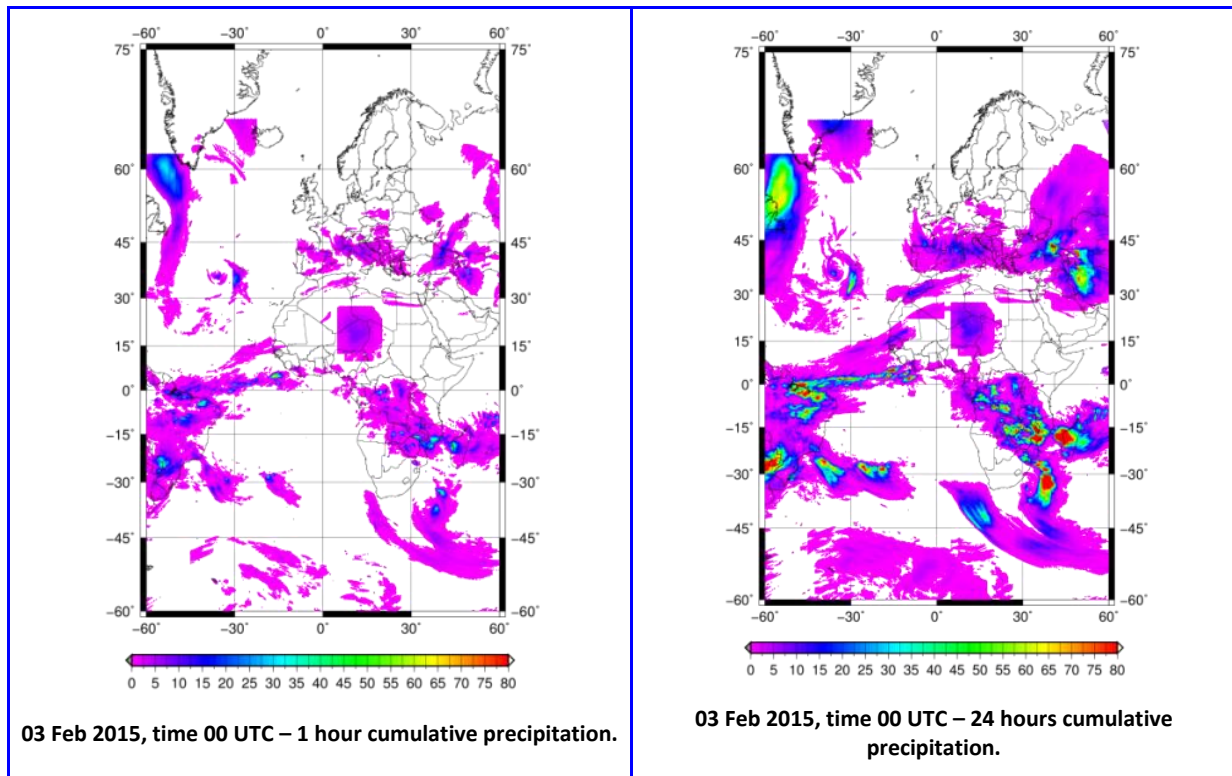 −60° −30° 0° 30° 60°
75° 75°
60° 60°
45° 45°
30° 30°
15° 15°
0° 0°
−15° −15°
−30° −30°
−45° −45°
−60° −60°
−60° −30° 0° 30° 60°
0 5 10 15 20 25 30 35 40 45 50 55 60 65 70 75 80
03 Feb 2015, time 00 UTC – 1 hour cumulative precipitation.
−60° −30° 0° 30° 60°
75° 75°
60° 60°
45° 45°
30° 30°
15° 15°
0° 0°
−15° −15°
−30° −30°
−45° −45°
−60° −60°
−60° −30° 0° 30° 60°
0 5 10 15 20 25 30 35 40 45 50 55 60 65 70 75 80
03 Feb 2015, time 00 UTC – 24 hours cumulative
precipitation.